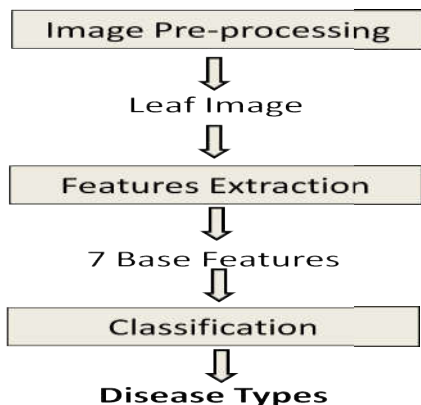 Image Pre-processing
Leaf Image
Features Extraction
7 Base Features
Classification
Disease Types